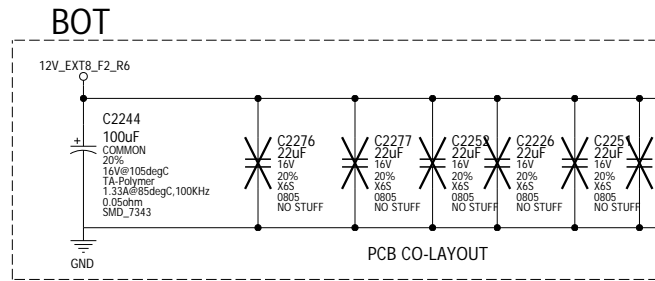 BOT
12V_EXT8_F2_R6
C2244
100uF
COMMON
20%
16V@105degC
TA-Polymer
1.33A@85degC,100KHz
0.05ohm
SMD_7343
+
GND
C2276
22uF
16V
20%
X6S
0805
NO STUFF
C2277
22uF
16V
20%
X6S
0805
NO STUFF
C2252
22uF
16V
20%
X6S
0805
NO STUFF
C2226
22uF
16V
20%
X6S
0805
NO STUFF
C2251
22uF
16V
20%
X6S
0805
NO STUFF
PCB CO-LAYOUT